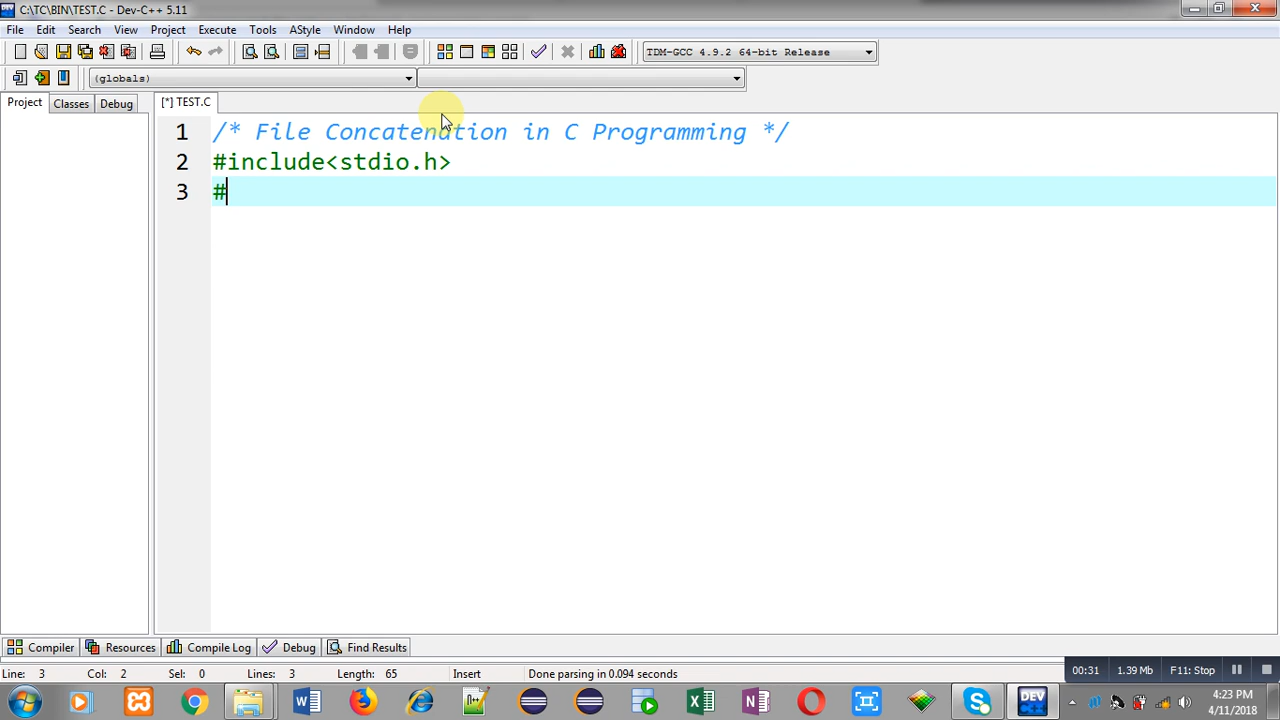 C:\TC\BIN\TEST.C - Dev-C++ 5.11
File Edit Search View Project Execute Tools AStyle Window Help
TDM-GCC 4.9.2 64-bit Release
(globals)
Project Classes Debug
[*] TEST.C
1 /* File Concatenation in C Programming */
2 #include<stdio.h>
3 #
Compiler Resources Compile Log Debug Find Results
Line: 3 Col: 2 Sel: 0 Lines: 3 Length: 65 Insert Done parsing in 0.094 seconds
00:31 1.39 Mb F11: Stop
DEV
4:23 PM
4/11/2018